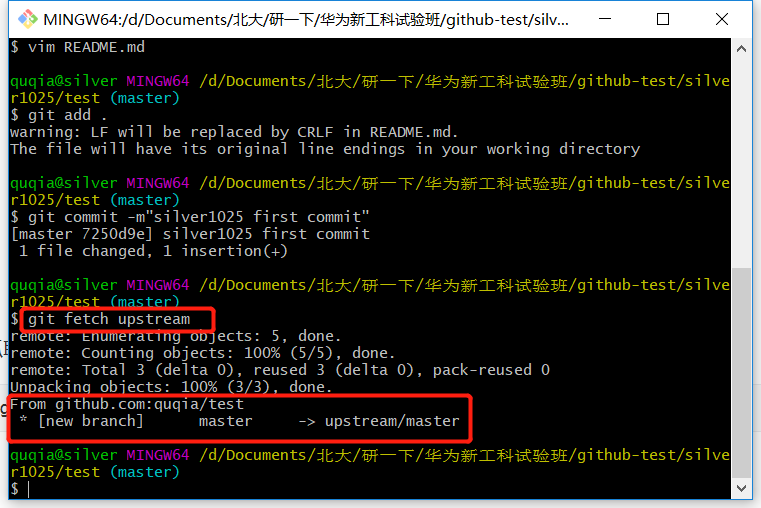 MINGW64:/d/Documents/北大/研一下/华为新工科试验班/github-test/silv...
$ vim README.md
quqia@silver MINGW64 /d/Documents/北大/研一下/华为新工科试验班/github-test/silve
r1025/test (master)
$ git add .
warning: LF will be replaced by CRLF in README.md.
The file will have its original line endings in your working directory
quqia@silver MINGW64 /d/Documents/北大/研一下/华为新工科试验班/github-test/silve
r1025/test (master)
$ git commit -m"silver1025 first commit"
[master 7250d9e] silver1025 first commit
 1 file changed, 1 insertion(+)
quqia@silver MINGW64 /d/Documents/北大/研一下/华为新工科试验班/github-test/silve
r1025/test (master)
$ git fetch upstream
remote: Enumerating objects: 5, done.
remote: Counting objects: 100% (5/5), done.
remote: Total 3 (delta 0), reused 3 (delta 0), pack-reused 0
Unpacking objects: 100% (3/3), done.
From github.com:quqia/test
 * [new branch]      master     -> upstream/master
quqia@silver MINGW64 /d/Documents/北大/研一下/华为新工科试验班/github-test/silve
r1025/test (master)
$